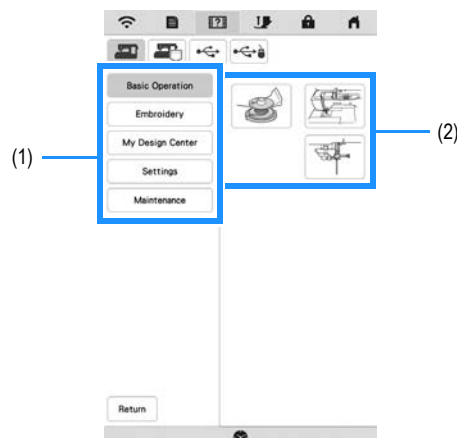 Basic Operation
Embroidery
(1)
(2)
My Design Center
Settings
Maintenance
Return